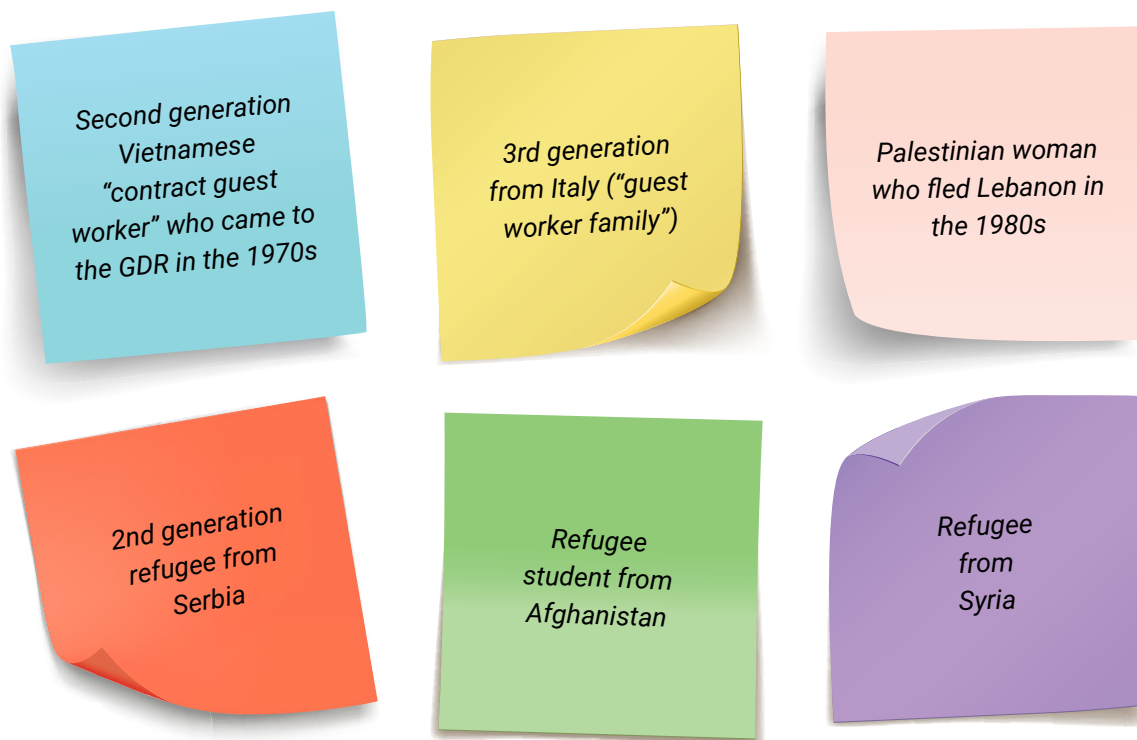 Second generation
Vietnamese
“contract guest
worker” who came to
the GDR in the 1970s
3rd generation
from Italy (“guest
worker family”)
Palestinian woman
who fled Lebanon in
the 1980s
2nd generation
refugee from
Serbia
Refugee
student from
Afghanistan
Refugee
from
Syria